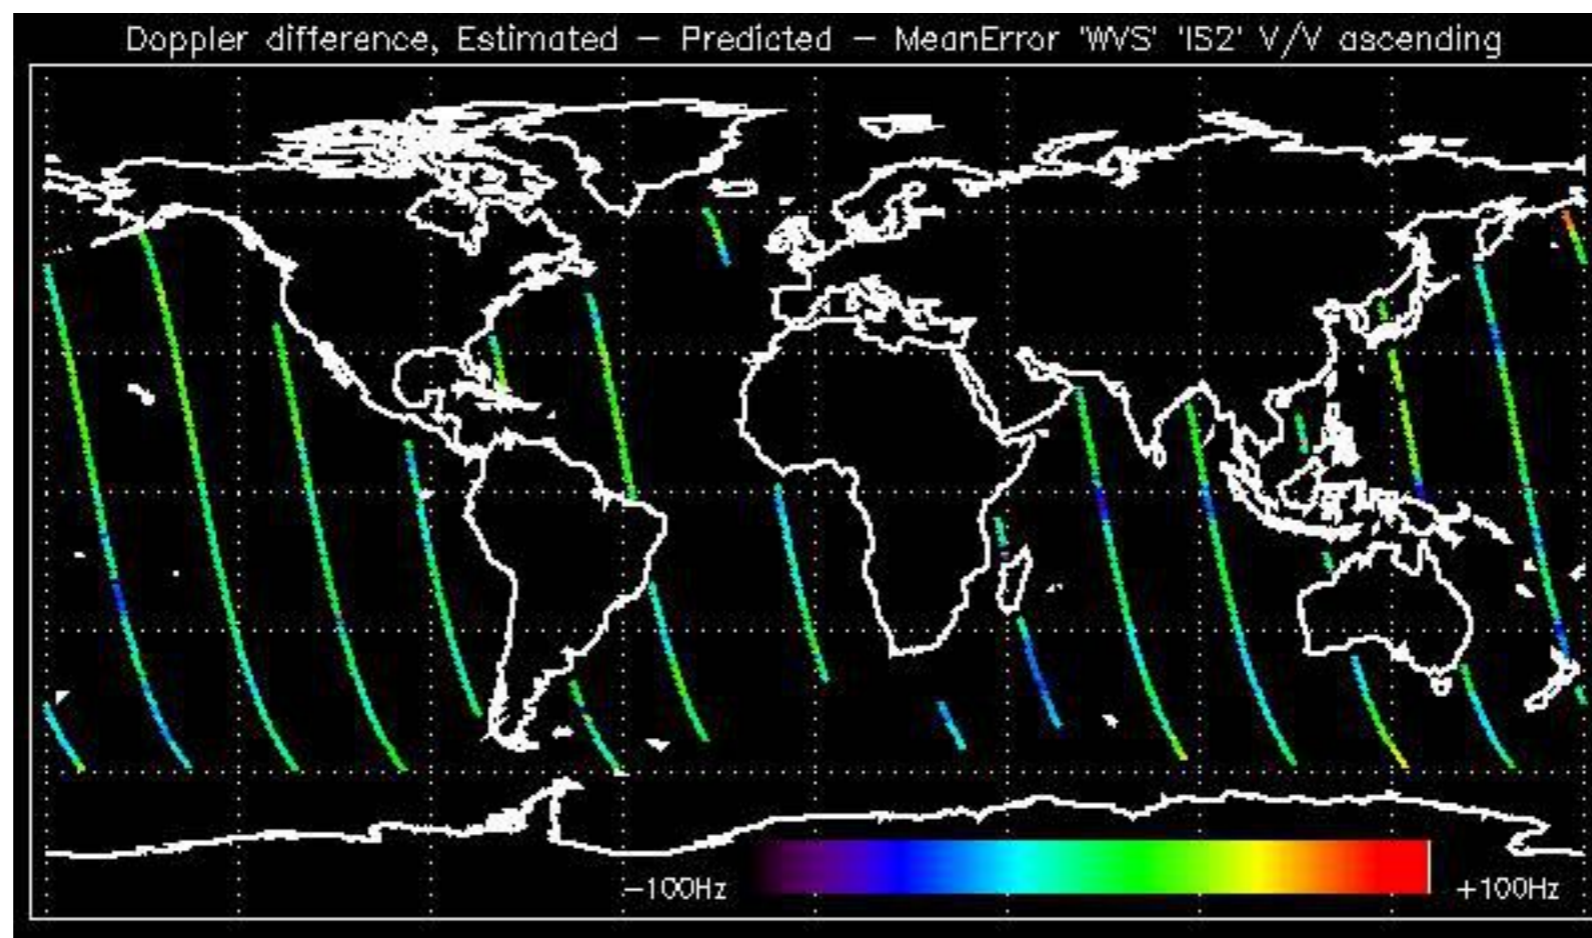 Doppler difference, Estimated – Predicted – MeanError 'WVS' 'IS2' V/V ascending
–100Hz +100Hz